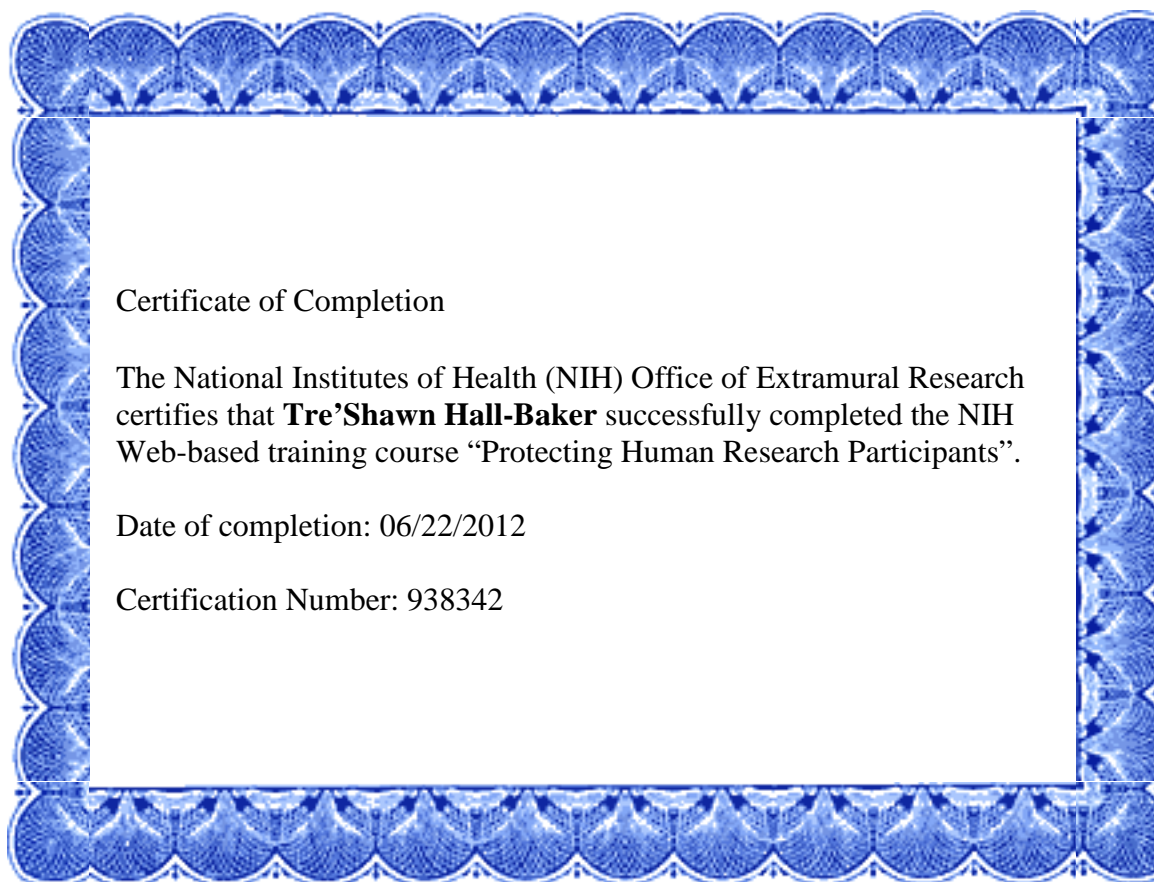 Certificate of Completion
The National Institutes of Health (NIH) Office of Extramural Research
certifies that Tre’Shawn Hall-Baker successfully completed the NIH
Web-based training course “Protecting Human Research Participants”.
Date of completion: 06/22/2012
Certification Number: 938342